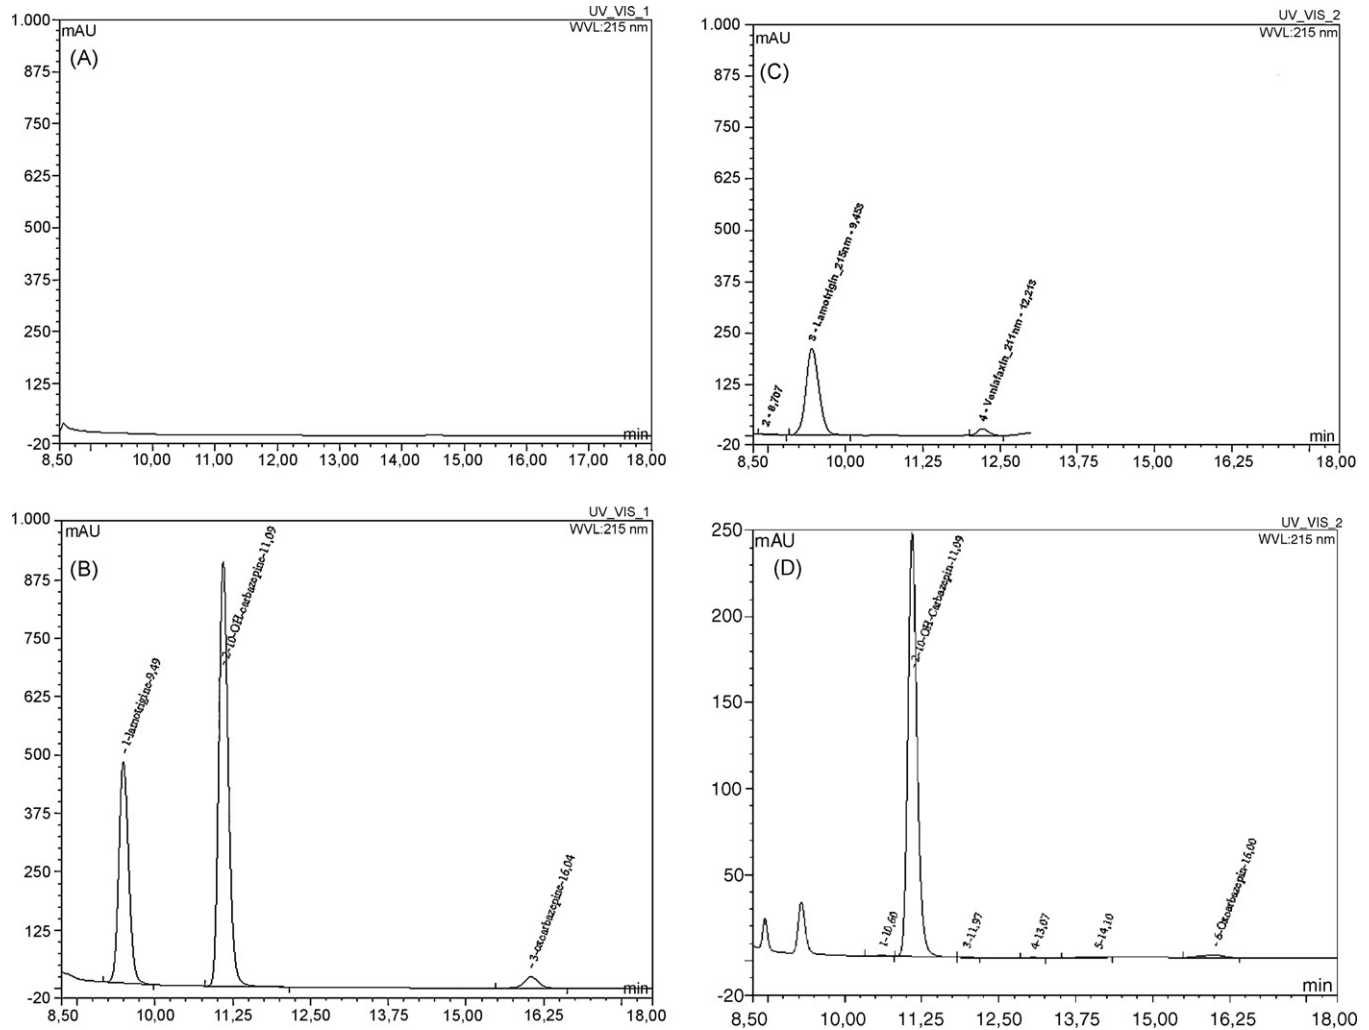 UV_VIS_1
WVL:215 nm
1.000
mAU
(A)
875
750
625
500
375
250
125
-20
min
8,50
10,00
11,00
12,00
13,00
14,00
15,00
16,00
17,00
18,00
UV_VIS_2
WVL:215 nm
1.000
mAU
(C)
875
750
625
500
375
250
125
-20
2 - 8,707
3 - Lamotrigin_215nm - 9,453
4 - Venlafaxin_211nm - 12,213
min
8,50
10,00
11,25
12,50
13,75
15,00
16,25
18,00
UV_VIS_1
WVL:215 nm
1.000
mAU
(B)
875
750
625
500
375
250
125
-20
- 1-lamotrigine-9,49
- 2-10-OH-carbazepine-11,09
- 3-oxcarbazepine-16,04
min
8,50
10,00
11,25
12,50
13,75
15,00
16,25
18,00
UV_VIS_2
WVL:215 nm
250
mAU
(D)
200
150
100
50
-20
1-10,60
- 2-10-OH-Carbazepin-11,09
3-11,97
4-13,07
5-14,10
- 6-Oxcarbazepin-16,00
min
8,50
10,00
11,25
12,50
13,75
15,00
16,25
18,00